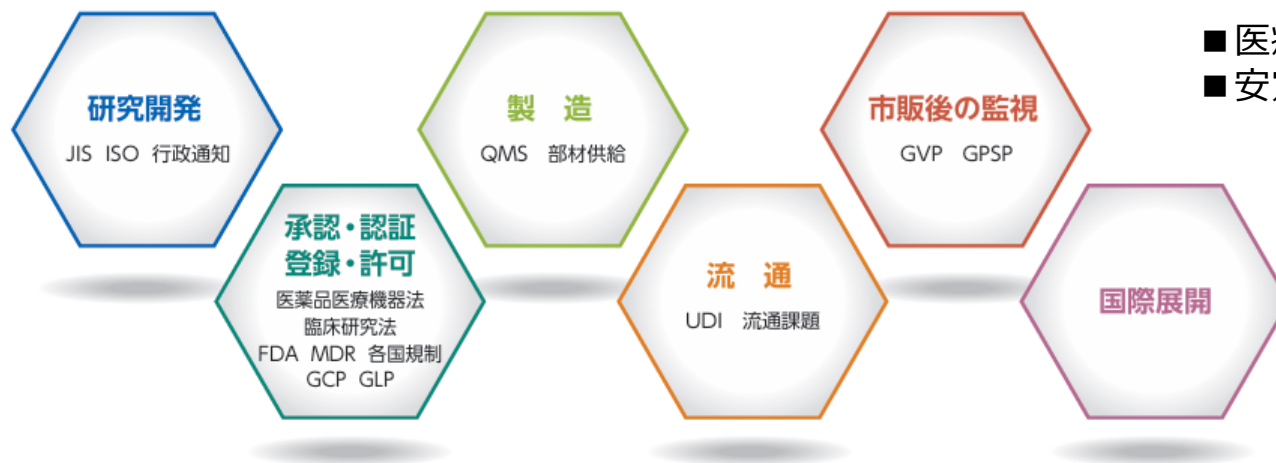 研究開発
JIS ISO 行政通知
承認・認証
登録・許可
医薬品医療機器法
臨床研究法
FDA MDR 各国規制
GCP GLP
製 造
QMS 部材供給
流 通
UDI 流通課題
市販後の監視
GVP GPSP
国際展開
■医
■安